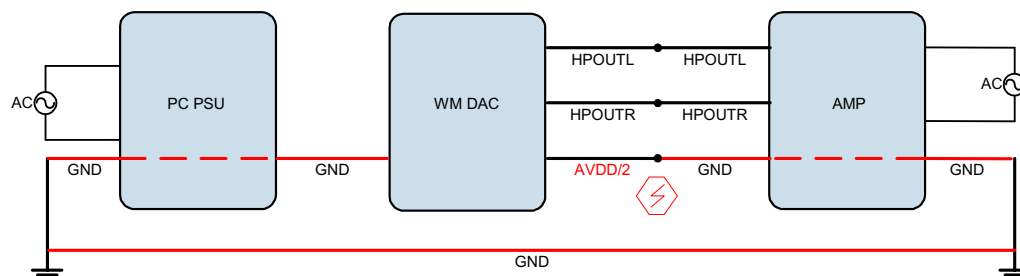 HPOUTL HPOUTL
AC PC PSU WM DAC HPOUTR HPOUTR AMP AC
GND GND AVDD/2 GND GND
GND